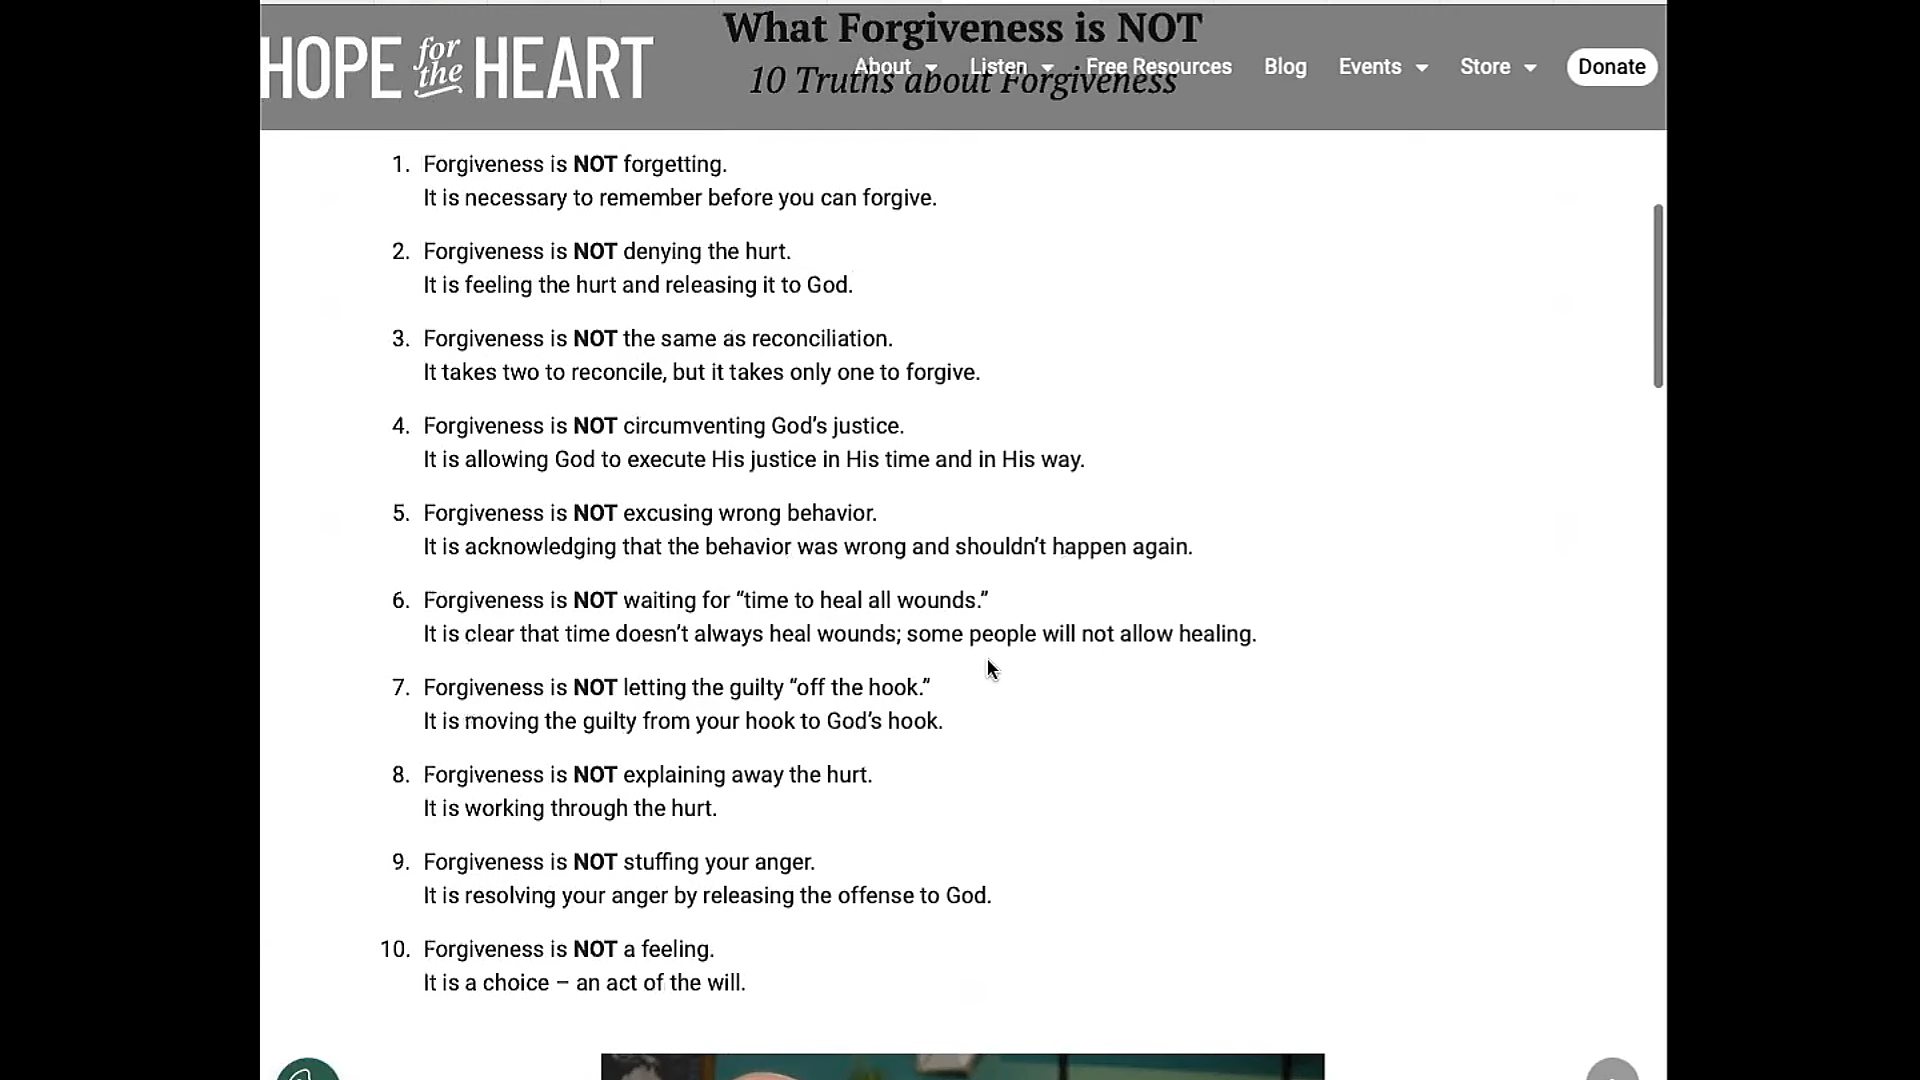 What Forgiveness is NOT
HOPE for the HEART
About Listen Free Resources Blog Events Store Donate
10 Truths about Forgiveness
1. Forgiveness is NOT forgetting.
It is necessary to remember before you can forgive.
2. Forgiveness is NOT denying the hurt.
It is feeling the hurt and releasing it to God.
3. Forgiveness is NOT the same as reconciliation.
It takes two to reconcile, but it takes only one to forgive.
4. Forgiveness is NOT circumventing God’s justice.
It is allowing God to execute His justice in His time and in His way.
5. Forgiveness is NOT excusing wrong behavior.
It is acknowledging that the behavior was wrong and shouldn’t happen again.
6. Forgiveness is NOT waiting for “time to heal all wounds.”
It is clear that time doesn’t always heal wounds; some people will not allow healing.
7. Forgiveness is NOT letting the guilty “off the hook.”
It is moving the guilty from your hook to God’s hook.
8. Forgiveness is NOT explaining away the hurt.
It is working through the hurt.
9. Forgiveness is NOT stuffing your anger.
It is resolving your anger by releasing the offense to God.
10. Forgiveness is NOT a feeling.
It is a choice – an act of the will.